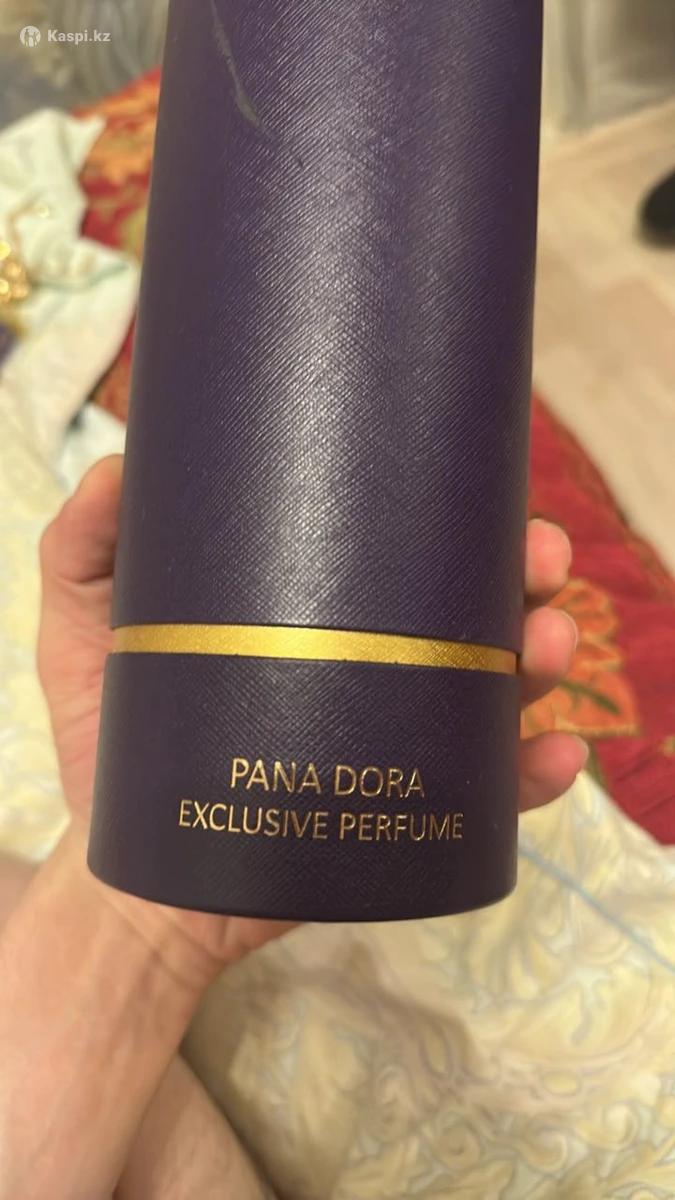 Kaspi.kz
PANA DORA
EXCLUSIVE PERFUME